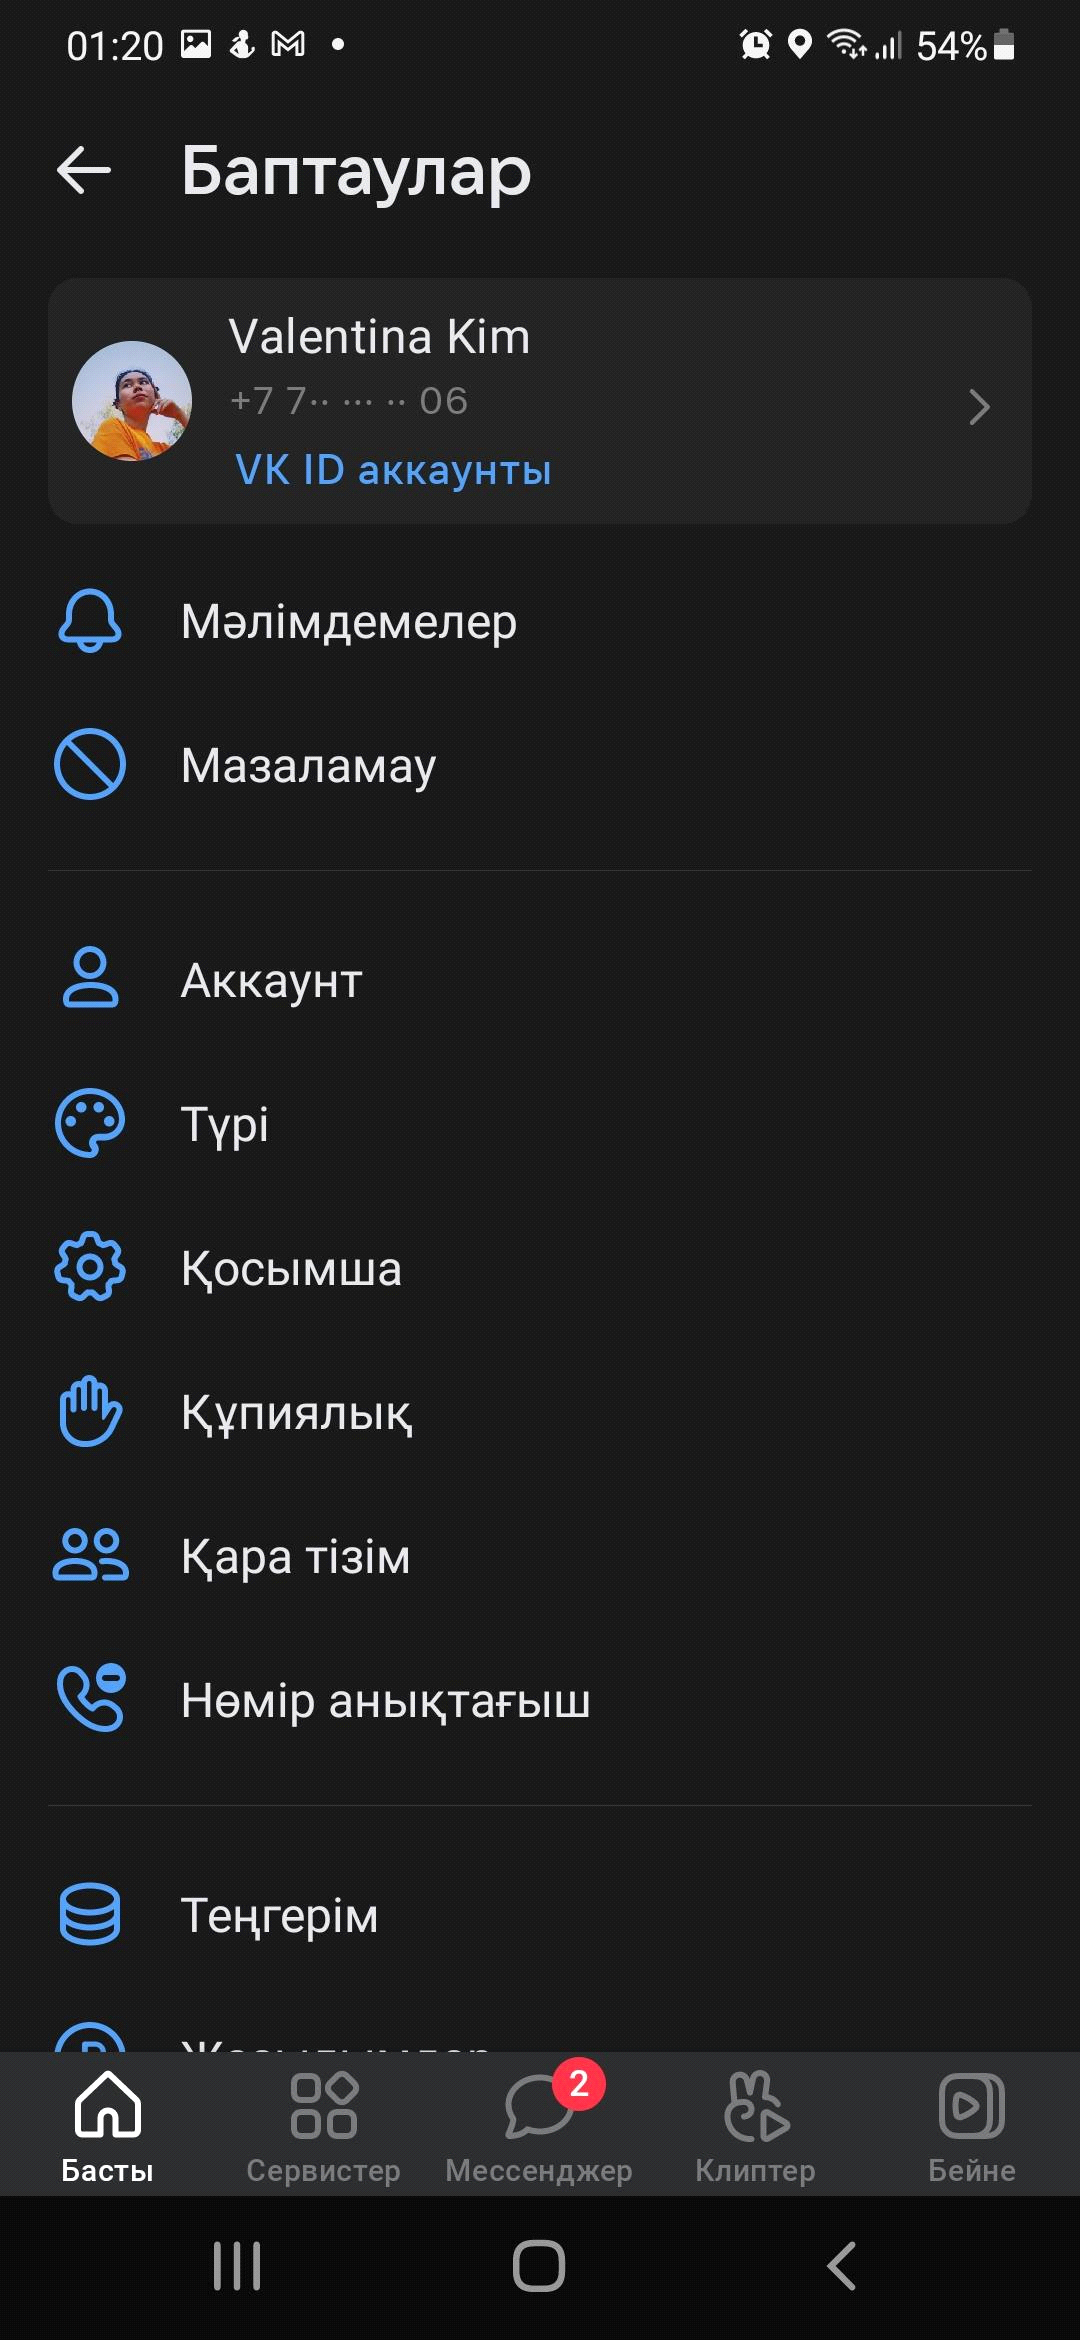 01:20
54%
Баптаулар
Valentina Kim
+7 7·· ··· ·· 06
VK ID аккаунты
Мәлімдемелер
Мазаламау
Аккаунт
Түрі
Қосымша
Құпиялық
Қара тізім
Нөмір анықтағыш
Теңгерім
2
Басты
Сервистер
Мессенджер
Клиптер
Бейне